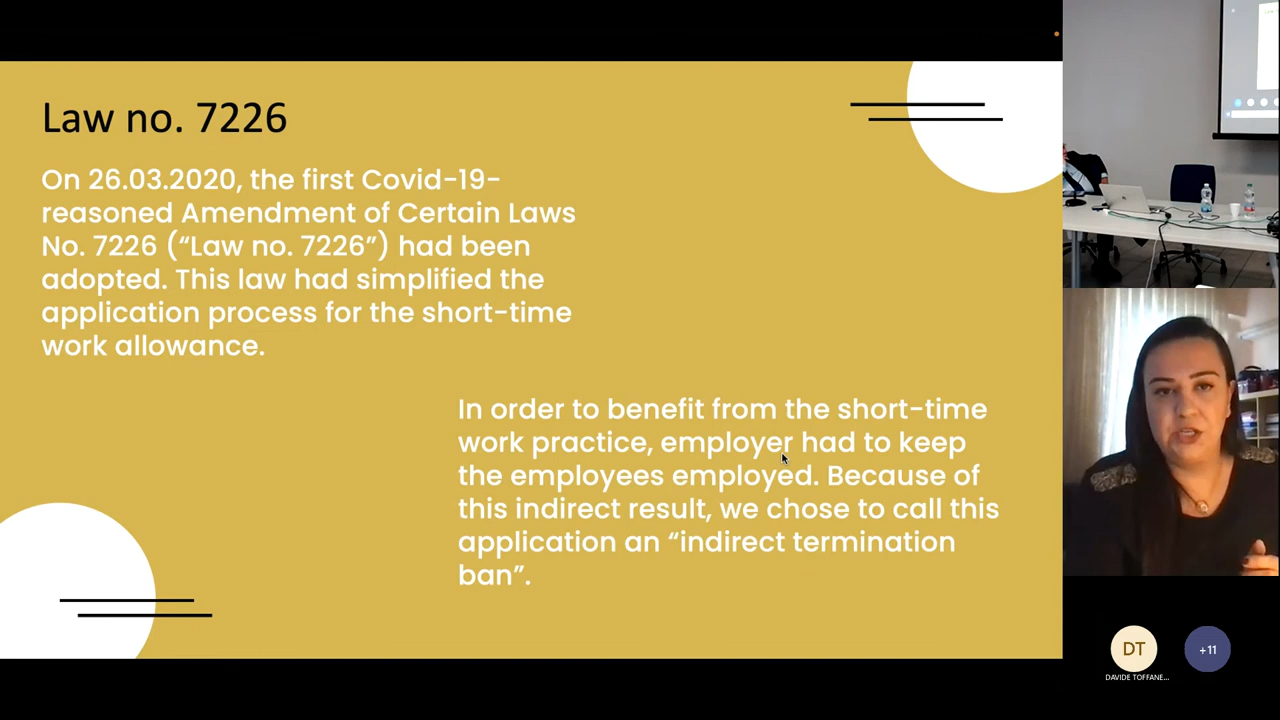 Law no. 7226
On 26.03.2020, the first Covid-19-
reasoned Amendment of Certain Laws
No. 7226 (“Law no. 7226”) had been
adopted. This law had simplified the
application process for the short-time
work allowance.
In order to benefit from the short-time
work practice, employer had to keep
the employees employed. Because of
this indirect result, we chose to call this
application an “indirect termination
ban”.
DT
+11
DAVIDE TOFFANE...